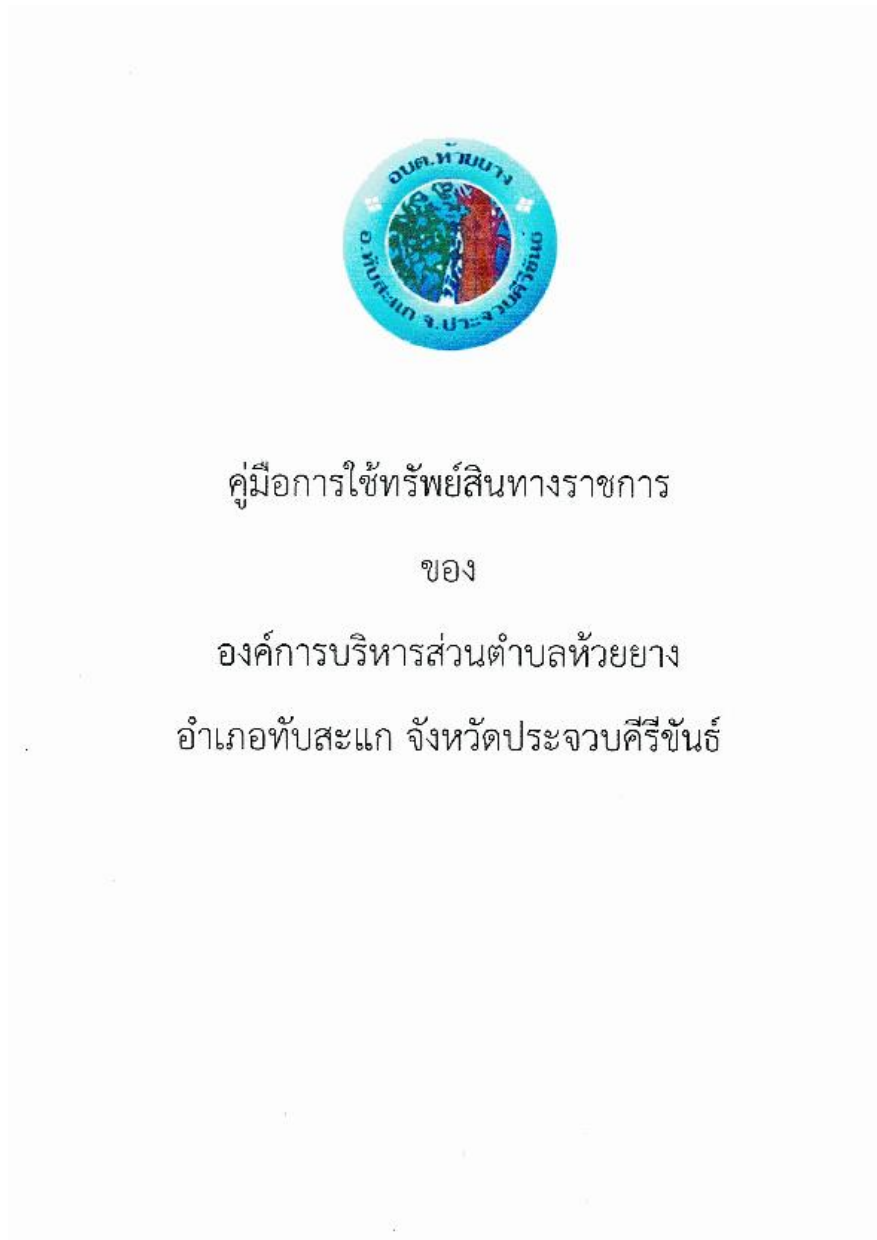 อบต.ห้วยยาง
อ.ทับสะแก จ.ประจวบคีรีขันธ์
คู่มือการใช้ทรัพย์สินทางราชการ
ของ
องค์การบริหารส่วนตำบลห้วยยาง
อำเภอทับสะแก จังหวัดประจวบคีรีขันธ์